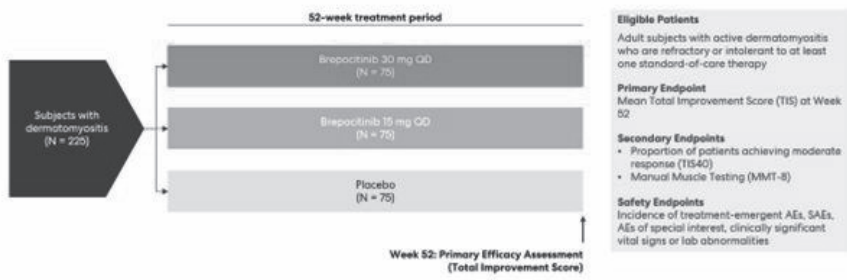 52-week treatment period
Subjects with
dermatomyositis
(N = 225)
Brepocitinib 30 mg QD
(N = 75)
Brepocitinib 15 mg QD
(N = 75)
Placebo
(N = 75)
Week 52: Primary Efficacy Assessment
(Total Improvement Score)
Eligible Patients
Adult subjects with active dermatomyositis
who are refractory or intolerant to at least
one standard-of-care therapy
Primary Endpoint
Mean Total Improvement Score (TIS) at Week
52
Secondary Endpoints
• Proportion of patients achieving moderate
response (TIS40)
• Manual Muscle Testing (MMT-8)
Safety Endpoints
Incidence of treatment-emergent AEs, SAEs,
AEs of special interest, clinically significant
vital signs or lab abnormalities